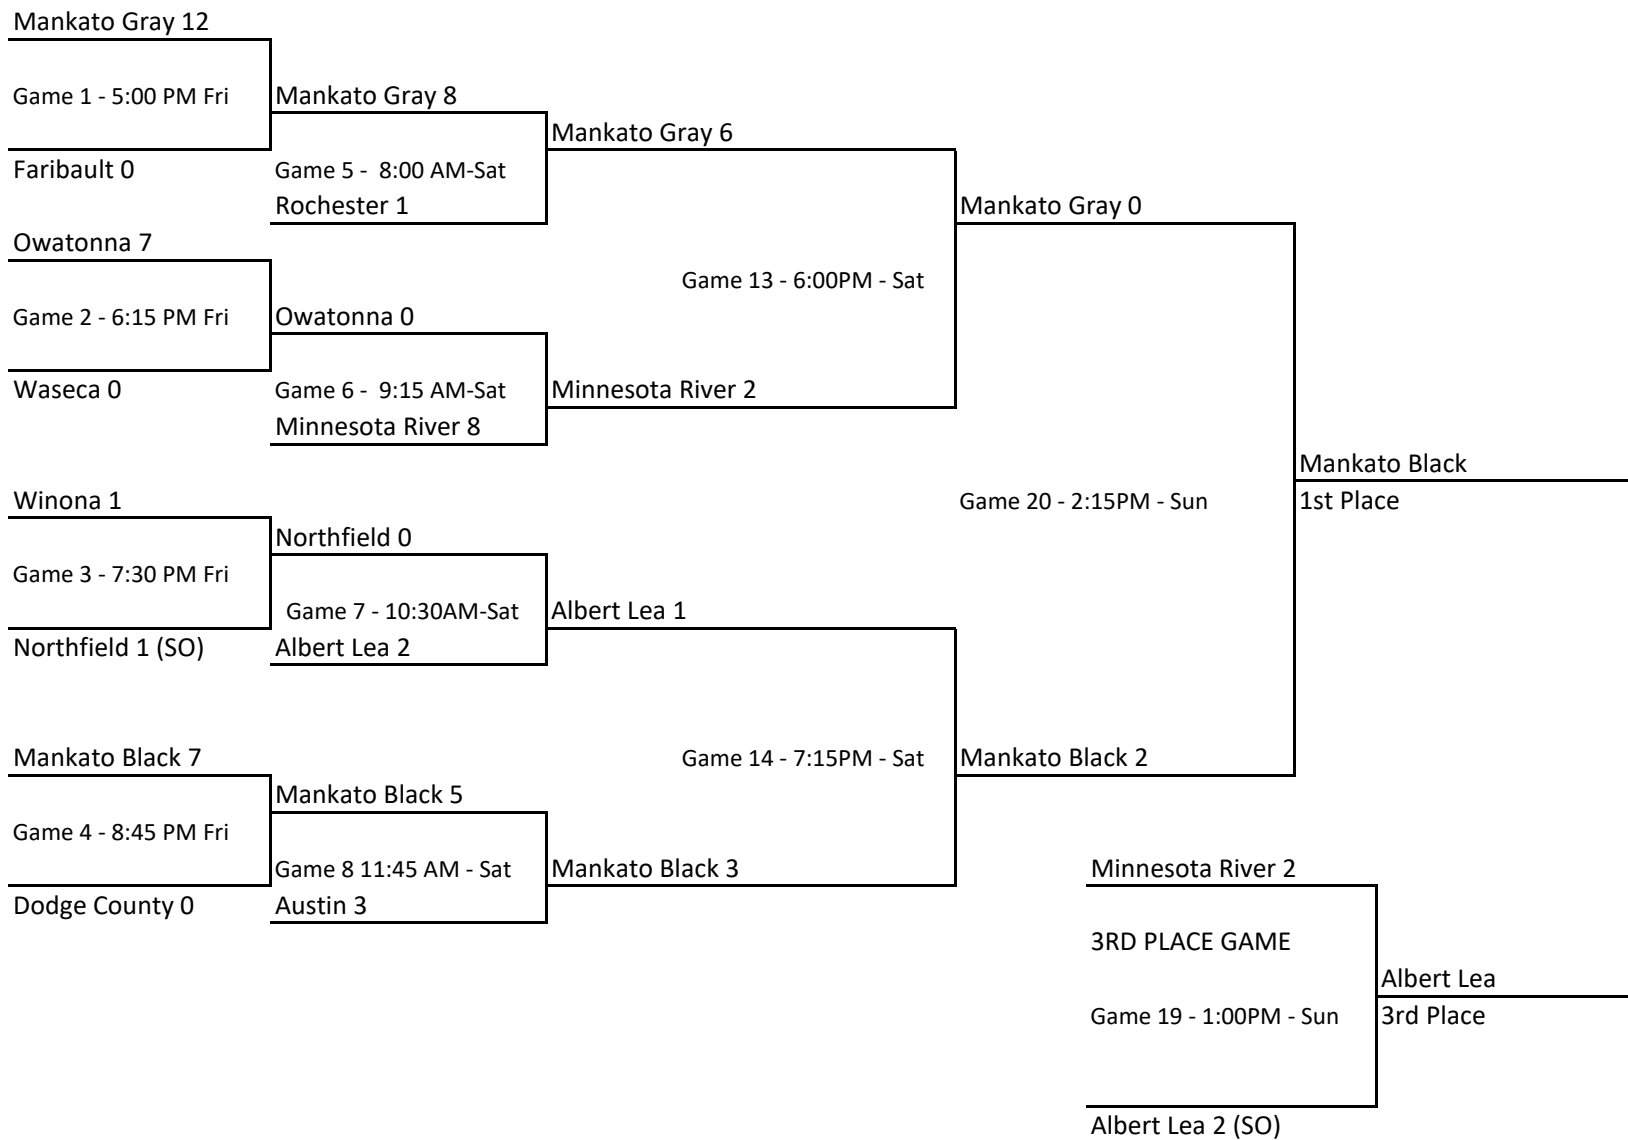 Mankato Gray 12
Game 1 - 5:00 PM Fri
Mankato Gray 8
Mankato Gray 6
Faribault 0
Game 5 -  8:00 AM-Sat
Rochester 1
Mankato Gray 0
Owatonna 7
Game 13 - 6:00PM - Sat
Game 2 - 6:15 PM Fri
Owatonna 0
Waseca 0
Game 6 -  9:15 AM-Sat
Minnesota River 2
Minnesota River 8
Mankato Black
Winona 1
Game 20 - 2:15PM - Sun
1st Place
Northfield 0
Game 3 - 7:30 PM Fri
Game 7 - 10:30AM-Sat
Albert Lea 1
Northfield 1 (SO)
Albert Lea 2
Mankato Black 7
Game 14 - 7:15PM - Sat
Mankato Black 2
Mankato Black 5
Game 4 - 8:45 PM Fri
Game 8 11:45 AM - Sat
Mankato Black 3
Minnesota River 2
Dodge County 0
Austin 3
3RD PLACE GAME
Albert Lea
Game 19 - 1:00PM - Sun
3rd Place
Albert Lea 2 (SO)